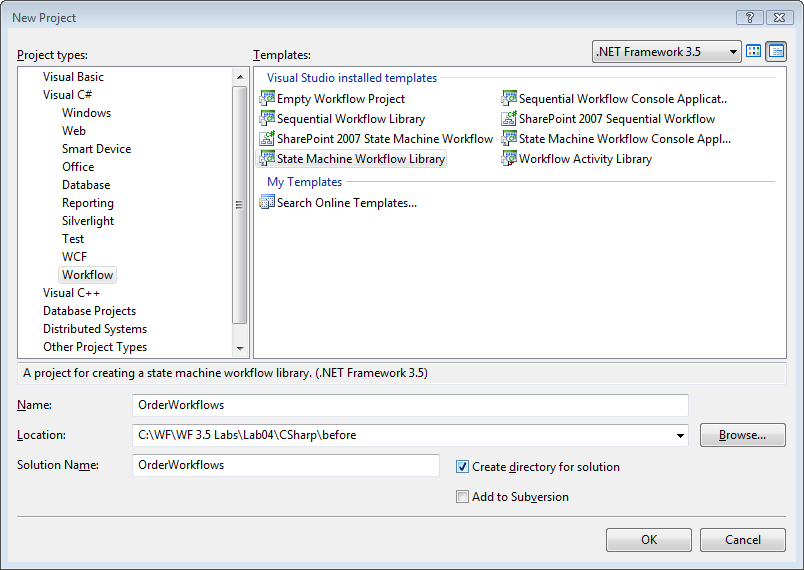 New Project
Project types:
Templates:
.NET Framework 3.5
Visual Basic
Visual C#
Windows
Web
Smart Device
Office
Database
Reporting
Silverlight
Test
WCF
Workflow
Visual C++
Database Projects
Distributed Systems
Other Project Types
Visual Studio installed templates
Empty Workflow Project
Sequential Workflow Console Applicat..
Sequential Workflow Library
SharePoint 2007 Sequential Workflow
SharePoint 2007 State Machine Workflow
State Machine Workflow Console Appl...
State Machine Workflow Library
Workflow Activity Library
My Templates
Search Online Templates...
A project for creating a state machine workflow library. (.NET Framework 3.5)
Name:
OrderWorkflows
Location:
C:\WF\WF 3.5 Labs\Lab04\CSharp\before
Browse...
Solution Name:
OrderWorkflows
Create directory for solution
Add to Subversion
OK
Cancel